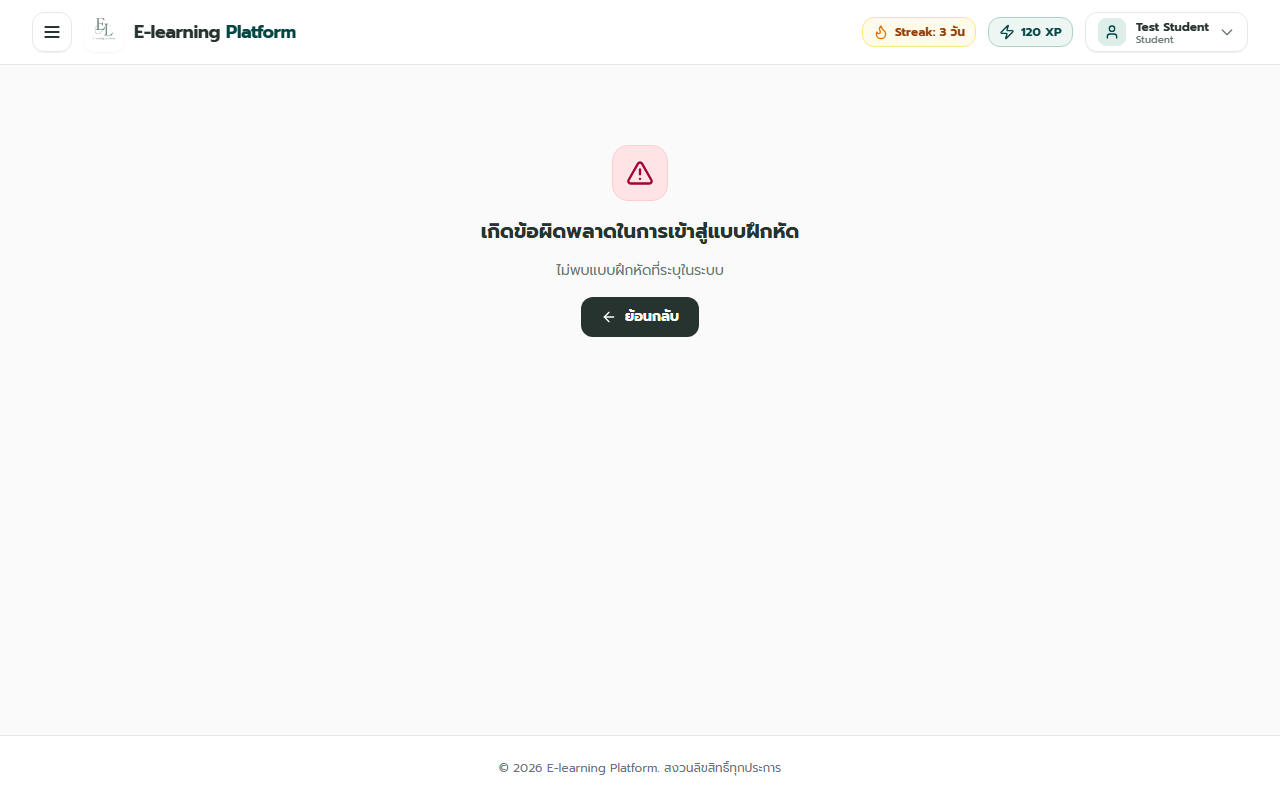 EL
E-learning Platform
Streak: 3 วัน
120 XP
Test Student
Student
เกิดข้อผิดพลาดในการเข้าสู่แบบฝึกหัด
ไม่พบแบบฝึกหัดที่ระบุในระบบ
ย้อนกลับ
© 2026 E-learning Platform. สงวนลิขสิทธิ์ทุกประการ